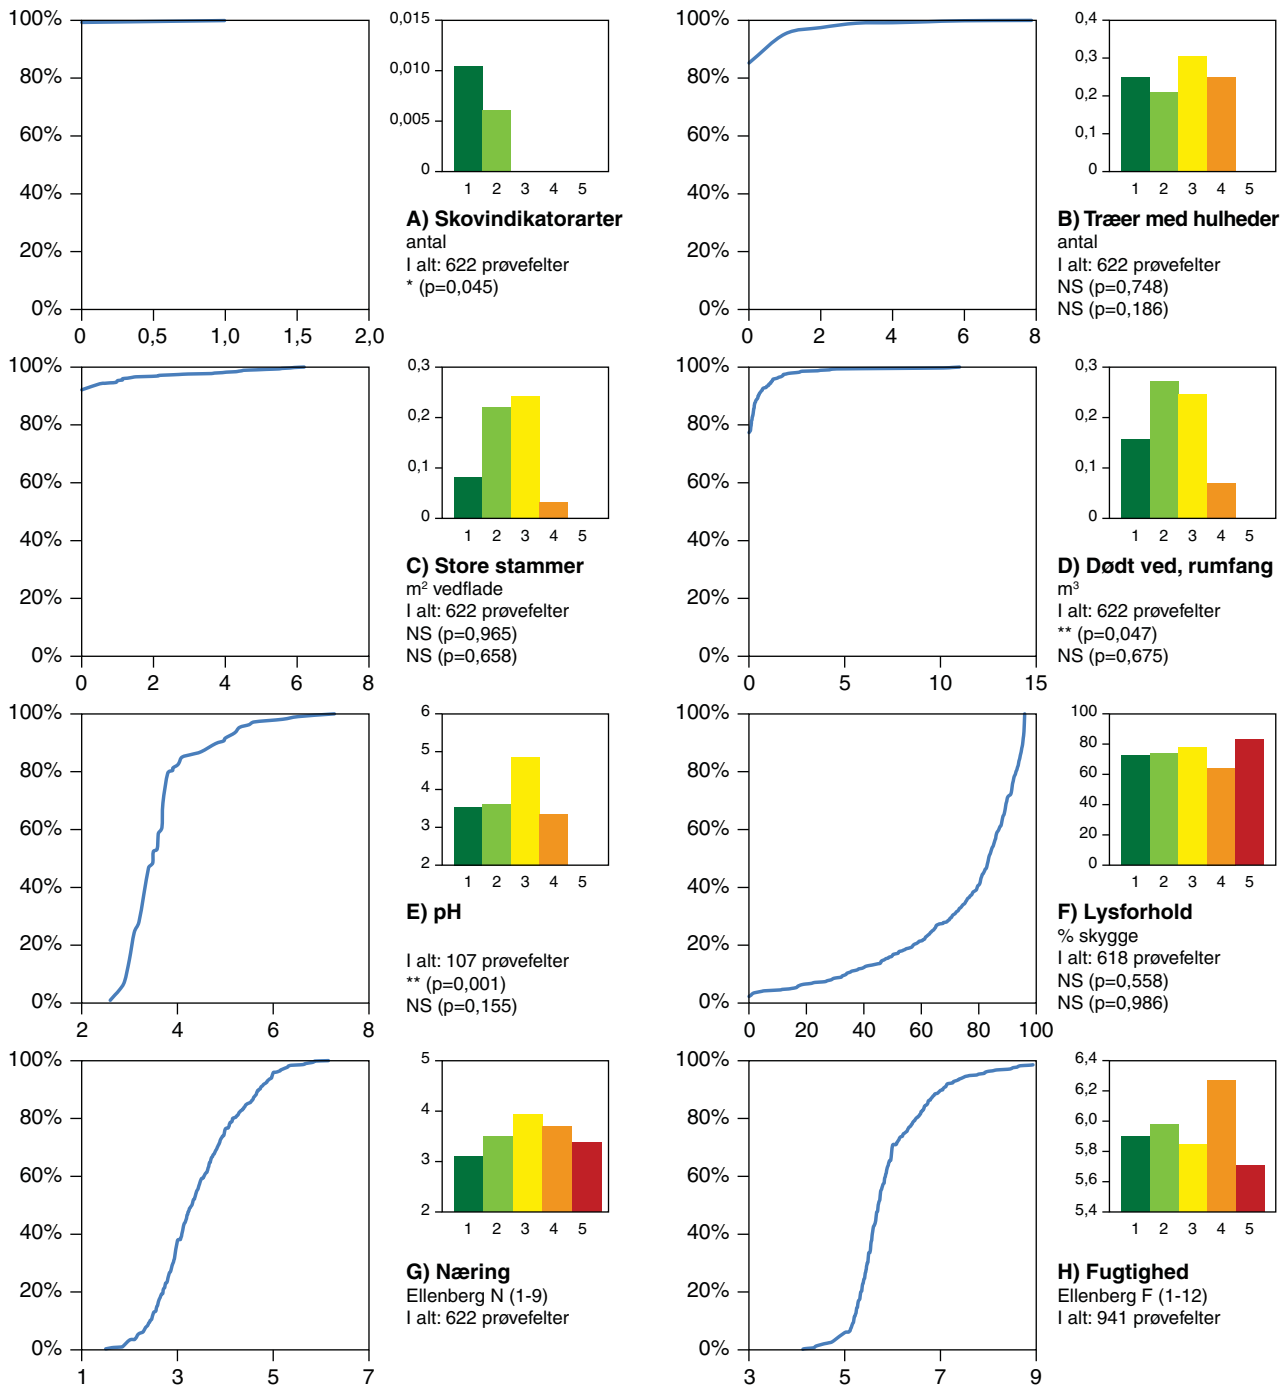 100%
80%
60%
40%
20%
0%
0 0,5 1,0 1,5 2,0
0,015
0,010
0,005
0
1 2 3 4 5
A) Skovindikatorarter
antal
I alt: 622 prøvefelter
* (p=0,045)
100%
80%
60%
40%
20%
0%
0 2 4 6 8
0,4
0,3
0,2
0,1
0
1 2 3 4 5
B) Træer med hulheder
antal
I alt: 622 prøvefelter
NS (p=0,748)
NS (p=0,186)
100%
80%
60%
40%
20%
0%
0 2 4 6 8
0,3
0,2
0,1
0
1 2 3 4 5
C) Store stammer
m² vedflade
I alt: 622 prøvefelter
NS (p=0,965)
NS (p=0,658)
100%
80%
60%
40%
20%
0%
0 5 10 15
0,3
0,2
0,1
0
1 2 3 4 5
D) Dødt ved, rumfang
m³
I alt: 622 prøvefelter
** (p=0,047)
NS (p=0,675)
100%
80%
60%
40%
20%
0%
2 4 6 8
6
5
4
3
2
1 2 3 4 5
E) pH
I alt: 107 prøvefelter
** (p=0,001)
NS (p=0,155)
100%
80%
60%
40%
20%
0%
0 20 40 60 80 100
100
80
60
40
20
0
1 2 3 4 5
F) Lysforhold
% skygge
I alt: 618 prøvefelter
NS (p=0,558)
NS (p=0,986)
100%
80%
60%
40%
20%
0%
1 3 5 7
5
4
3
2
1 2 3 4 5
G) Næring
Ellenberg N (1-9)
I alt: 622 prøvefelter
100%
80%
60%
40%
20%
0%
3 5 7 9
6,4
6,2
6,0
5,8
5,6
5,4
1 2 3 4 5
H) Fugtighed
Ellenberg F (1-12)
I alt: 941 prøvefelter